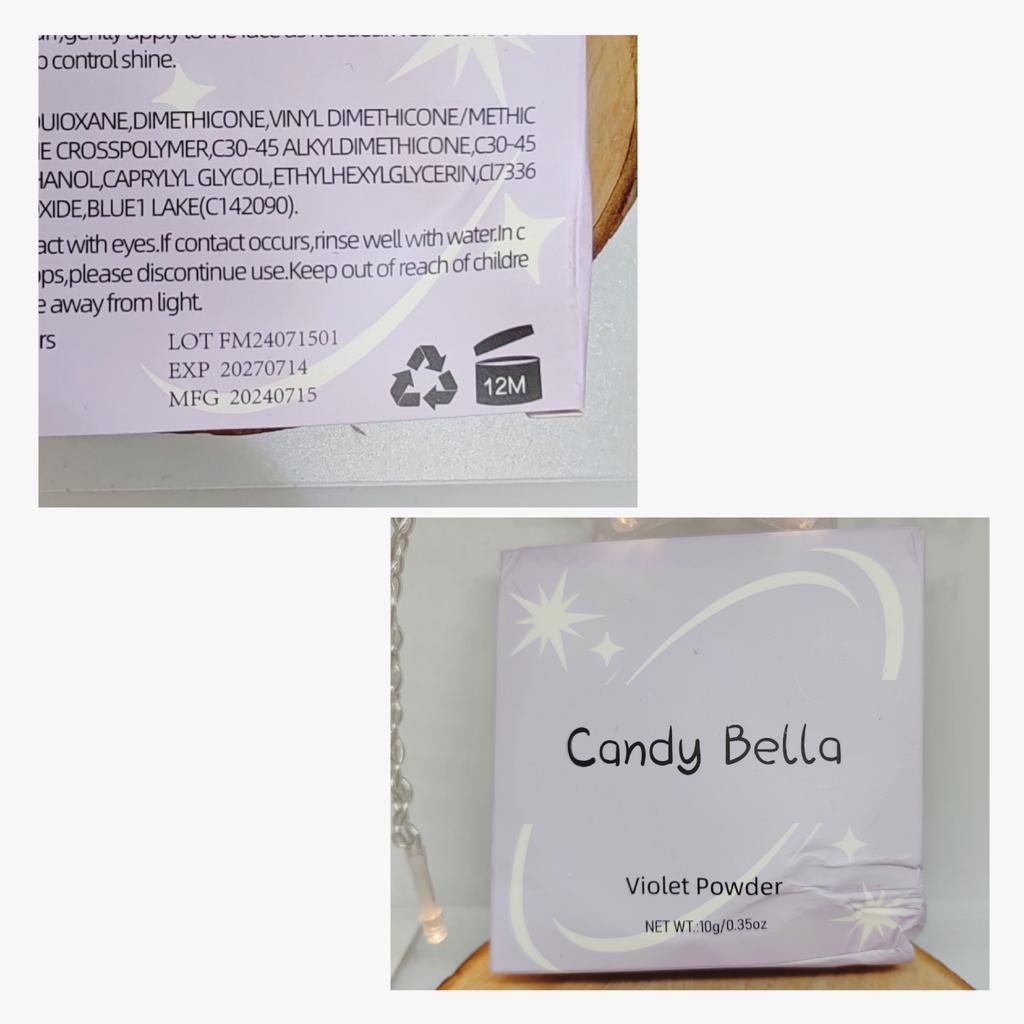 control shine.
UIOXANE,DIMETHICONE,VINYL DIMETHICONE/METHIC
E CROSSPOLYMER,C30-45 ALKYLDIMETHICONE,C30-45
HANOL,CAPRYLYL GLYCOL,ETHYLHEXYLGLYCERIN,CI7336
XIDE,BLUE1 LAKE(C142090).
act with eyes.If contact occurs,rinse well with water.In c
ops,please discontinue use.Keep out of reach of childre
e away from light.
rs
LOT FM24071501
EXP 20270714
MFG 20240715
12M
Candy Bella
Violet Powder
NET WT.:10g/0.35oz